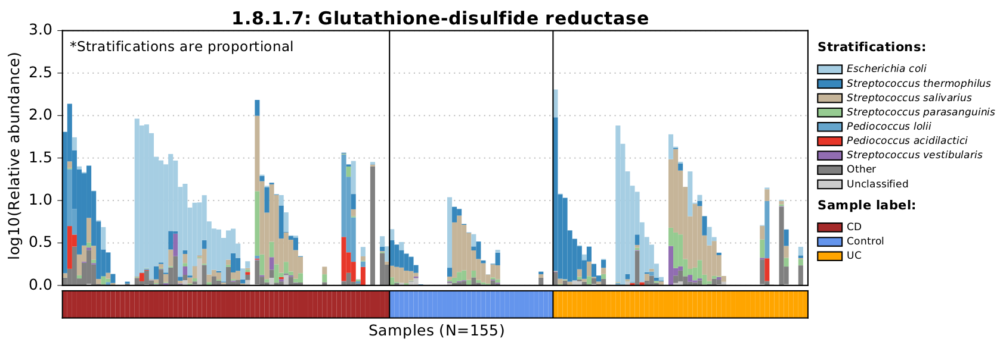 1.8.1.7: Glutathione-disulfide reductase
*Stratifications are proportional
log10(Relative abundance)
3.0
2.5
2.0
1.5
1.0
0.5
0.0
Samples (N=155)
Stratifications:
Escherichia coli
Streptococcus thermophilus
Streptococcus salivarius
Streptococcus parasanguinis
Pediococcus lolii
Pediococcus acidilactici
Streptococcus vestibularis
Other
Unclassified
Sample label:
CD
Control
UC